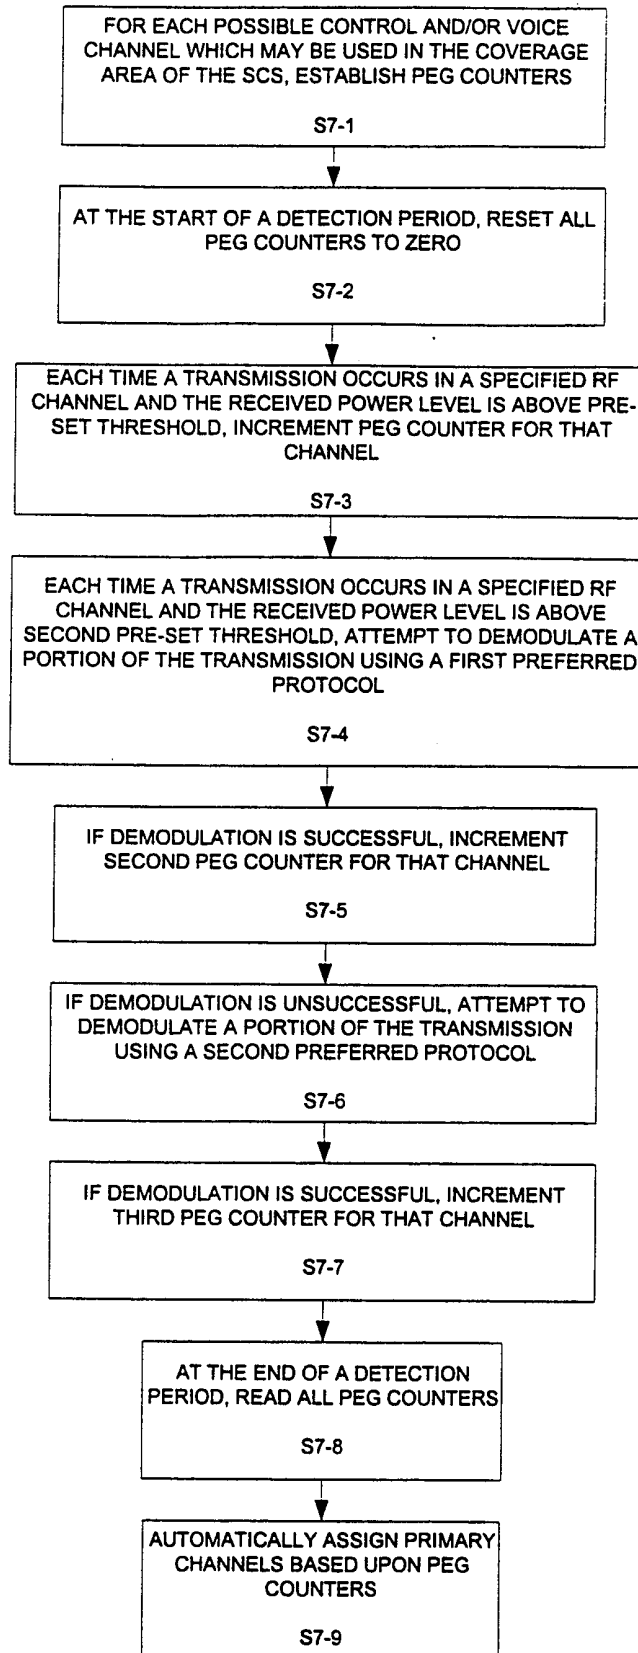 FOR EACH POSSIBLE CONTROL AND/OR VOICE
CHANNEL WHICH MAY BE USED IN THE COVERAGE
AREA OF THE SCS, ESTABLISH PEG COUNTERS
S7-1
AT THE START OF A DETECTION PERIOD, RESET ALL
PEG COUNTERS TO ZERO
S7-2
EACH TIME A TRANSMISSION OCCURS IN A SPECIFIED RF
CHANNEL AND THE RECEIVED POWER LEVEL IS ABOVE PRE-
SET THRESHOLD, INCREMENT PEG COUNTER FOR THAT
CHANNEL
S7-3
EACH TIME A TRANSMISSION OCCURS IN A SPECIFIED RF
CHANNEL AND THE RECEIVED POWER LEVEL IS ABOVE
SECOND PRE-SET THRESHOLD, ATTEMPT TO DEMODULATE A
PORTION OF THE TRANSMISSION USING A FIRST PREFERRED
PROTOCOL
S7-4
IF DEMODULATION IS SUCCESSFUL, INCREMENT
SECOND PEG COUNTER FOR THAT CHANNEL
S7-5
IF DEMODULATION IS UNSUCCESSFUL, ATTEMPT TO
DEMODULATE A PORTION OF THE TRANSMISSION
USING A SECOND PREFERRED PROTOCOL
S7-6
IF DEMODULATION IS SUCCESSFUL, INCREMENT
THIRD PEG COUNTER FOR THAT CHANNEL
S7-7
AT THE END OF A DETECTION
PERIOD, READ ALL PEG COUNTERS
S7-8
AUTOMATICALLY ASSIGN PRIMARY
CHANNELS BASED UPON PEG
COUNTERS
S7-9